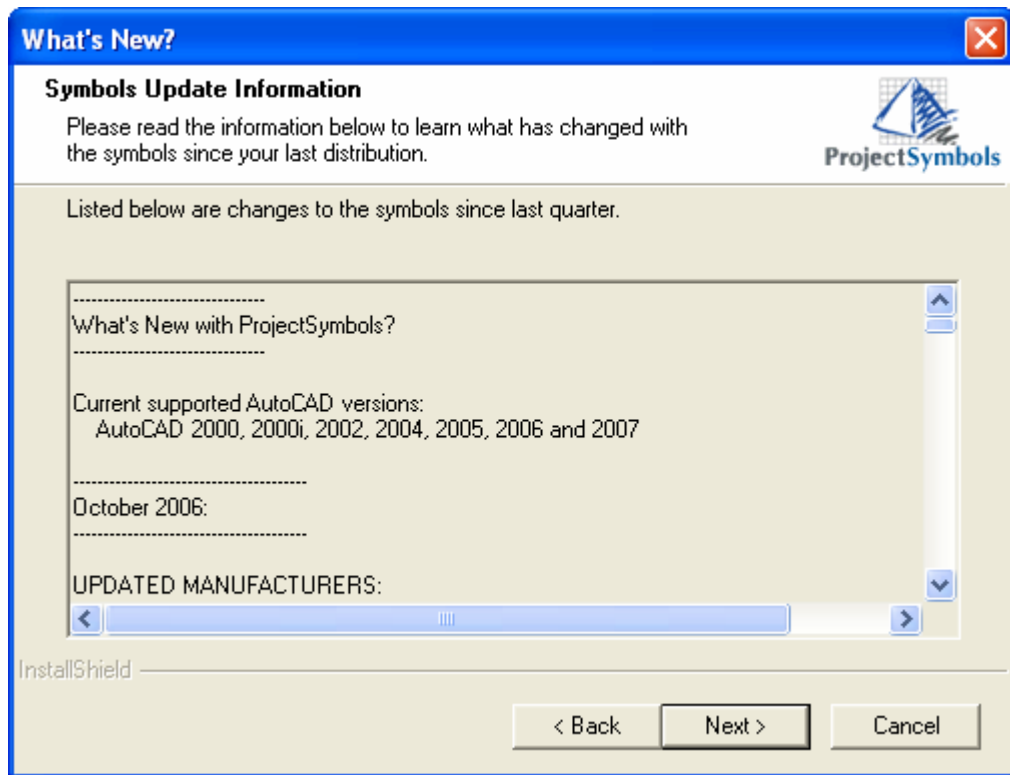 What's New?
Symbols Update Information
Please read the information below to learn what has changed with
the symbols since your last distribution.
ProjectSymbols
Listed below are changes to the symbols since last quarter.
--------------------------------
What's New with ProjectSymbols?
--------------------------------
Current supported AutoCAD versions:
AutoCAD 2000, 2000i, 2002, 2004, 2005, 2006 and 2007
---------------------------------------
October 2006:
---------------------------------------
UPDATED MANUFACTURERS:
InstallShield
< Back
Next >
Cancel